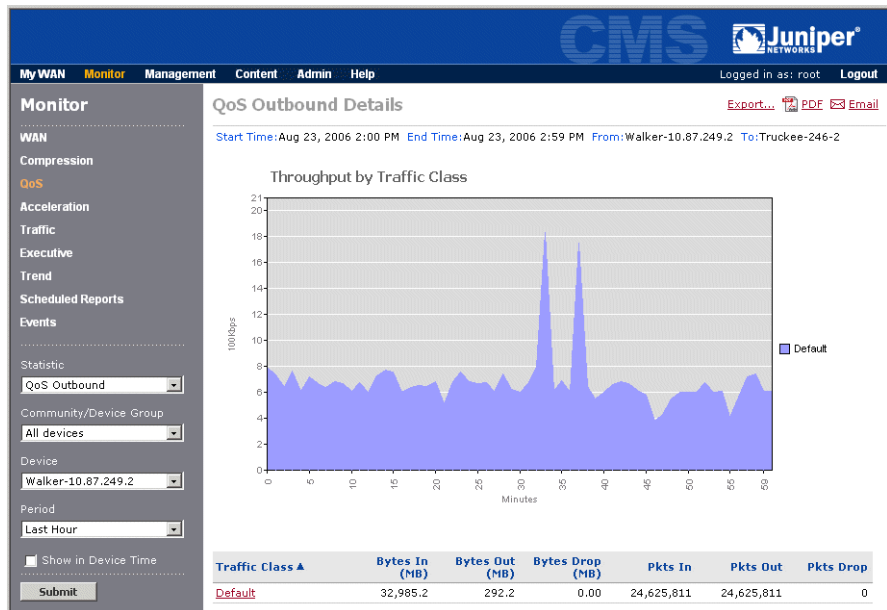 CMS
Juniper®
NETWORKS
My WAN Monitor Management Content Admin Help Logged in as: root Logout
Monitor
WAN
Compression
QoS
Acceleration
Traffic
Executive
Trend
Scheduled Reports
Events
Statistic
QoS Outbound
Community/Device Group
All devices
Device
Walker-10.87.249.2
Period
Last Hour
Show in Device Time
Submit
QoS Outbound Details
Export... PDF Email
Start Time:Aug 23, 2006 2:00 PM End Time:Aug 23, 2006 2:59 PM From:Walker-10.87.249.2 To:Truckee-246-2
Throughput by Traffic Class
21
20
18
16
14
12
10
8
6
4
2
0
100Kbps
0 5 10 15 20 25 30 35 40 45 50 55 59
Minutes
Default
Traffic Class Bytes In (MB) Bytes Out (MB) Bytes Drop (MB) Pkts In Pkts Out Pkts Drop
Default 32,985.2 292.2 0.00 24,625,811 24,625,811 0